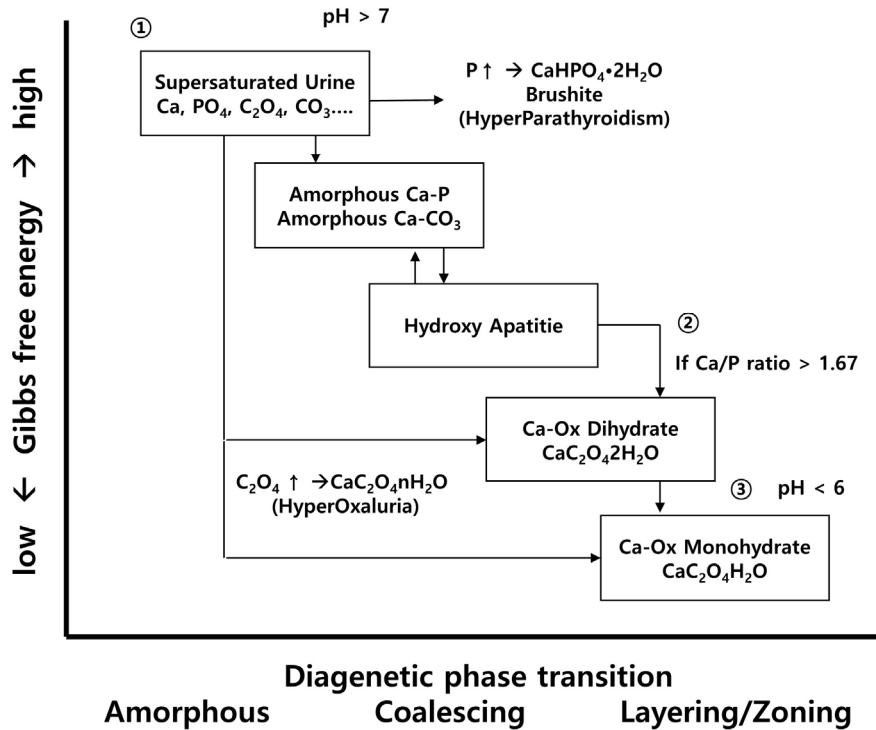 ① pH > 7
Supersaturated Urine
Ca, PO₄, C₂O₄, CO₃....
P ↑ → CaHPO₄•2H₂O
Brushite
(HyperParathyroidism)
Amorphous Ca-P
Amorphous Ca-CO₃
Hydroxy Apatitie
②
If Ca/P ratio > 1.67
Ca-Ox Dihydrate
CaC₂O₄2H₂O
C₂O₄ ↑ →CaC₂O₄nH₂O
(HyperOxaluria)
③ pH < 6
Ca-Ox Monohydrate
CaC₂O₄H₂O
low ← Gibbs free energy → high
Diagenetic phase transition
Amorphous Coalescing Layering/Zoning